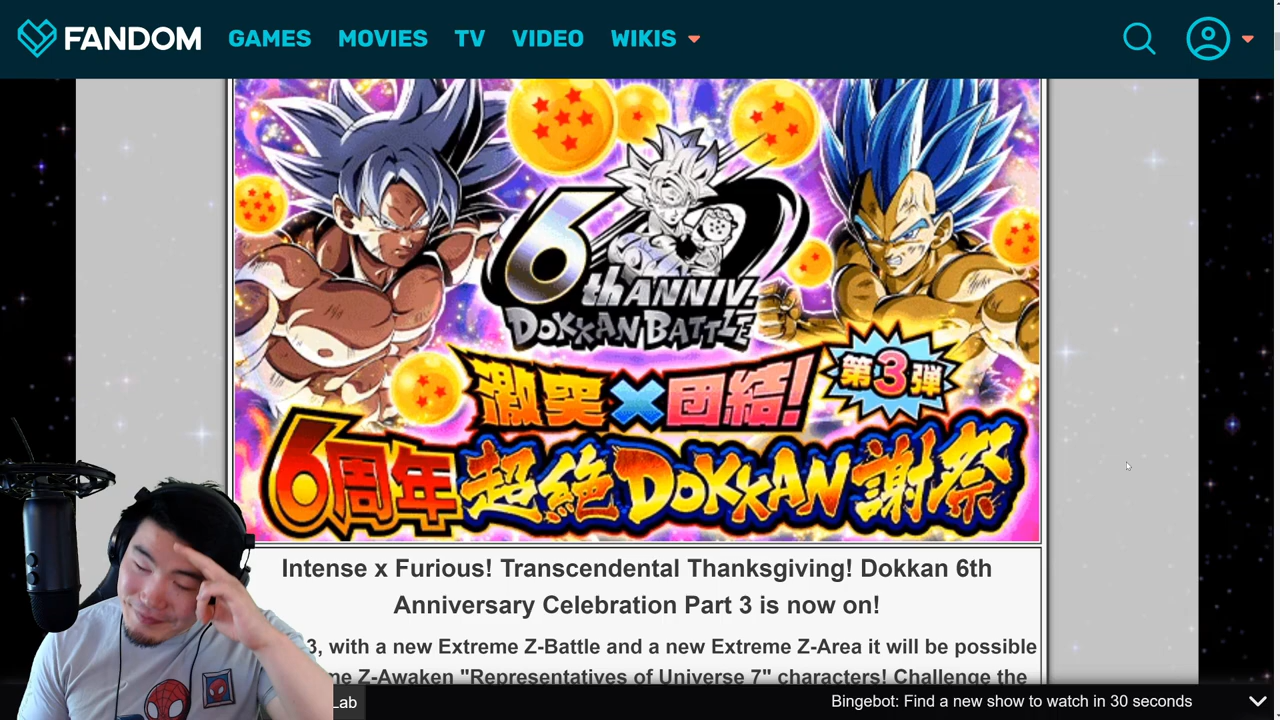 FANDOM GAMES MOVIES TV VIDEO WIKIS
6th ANNIV.
DOKKAN BATTLE
激突×団結!
第3弾
6周年超絶DOKKAN謝祭
Intense x Furious! Transcendental Thanksgiving! Dokkan 6th
Anniversary Celebration Part 3 is now on!
3, with a new Extreme Z-Battle and a new Extreme Z-Area it will be possible
me Z-Awaken "Representatives of Universe 7" characters! Challenge the
Lab
Bingebot: Find a new show to watch in 30 seconds